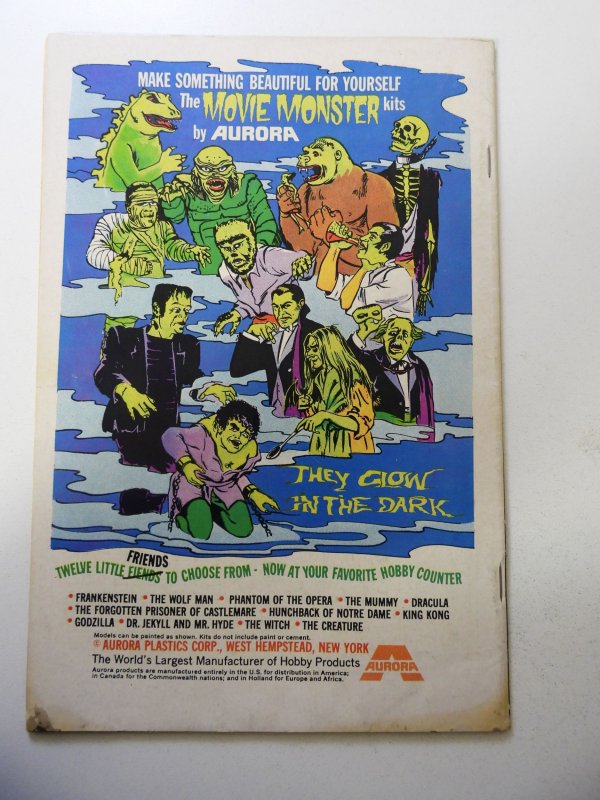 MAKE SOMETHING BEAUTIFUL FOR YOURSELF
The MOVIE MONSTER kits
by AURORA
THEY GLOW
IN THE DARK
FRIENDS
TWELVE LITTLE FIENDS TO CHOOSE FROM - NOW AT YOUR FAVORITE HOBBY COUNTER
• FRANKENSTEIN • THE WOLF MAN • PHANTOM OF THE OPERA • THE MUMMY • DRACULA
• THE FORGOTTEN PRISONER OF CASTLEMARE • HUNCHBACK OF NOTRE DAME • KING KONG
• GODZILLA • DR. JEKYLL AND MR. HYDE • THE WITCH • THE CREATURE
Models can be painted as shown. Kits do not include paint or cement.
© AURORA PLASTICS CORP., WEST HEMPSTEAD, NEW YORK
The World's Largest Manufacturer of Hobby Products
Aurora products are manufactured entirely in the U.S. for distribution in America;
in Canada for the Commonwealth nations; and in Holland for Europe and Africa.
AURORA